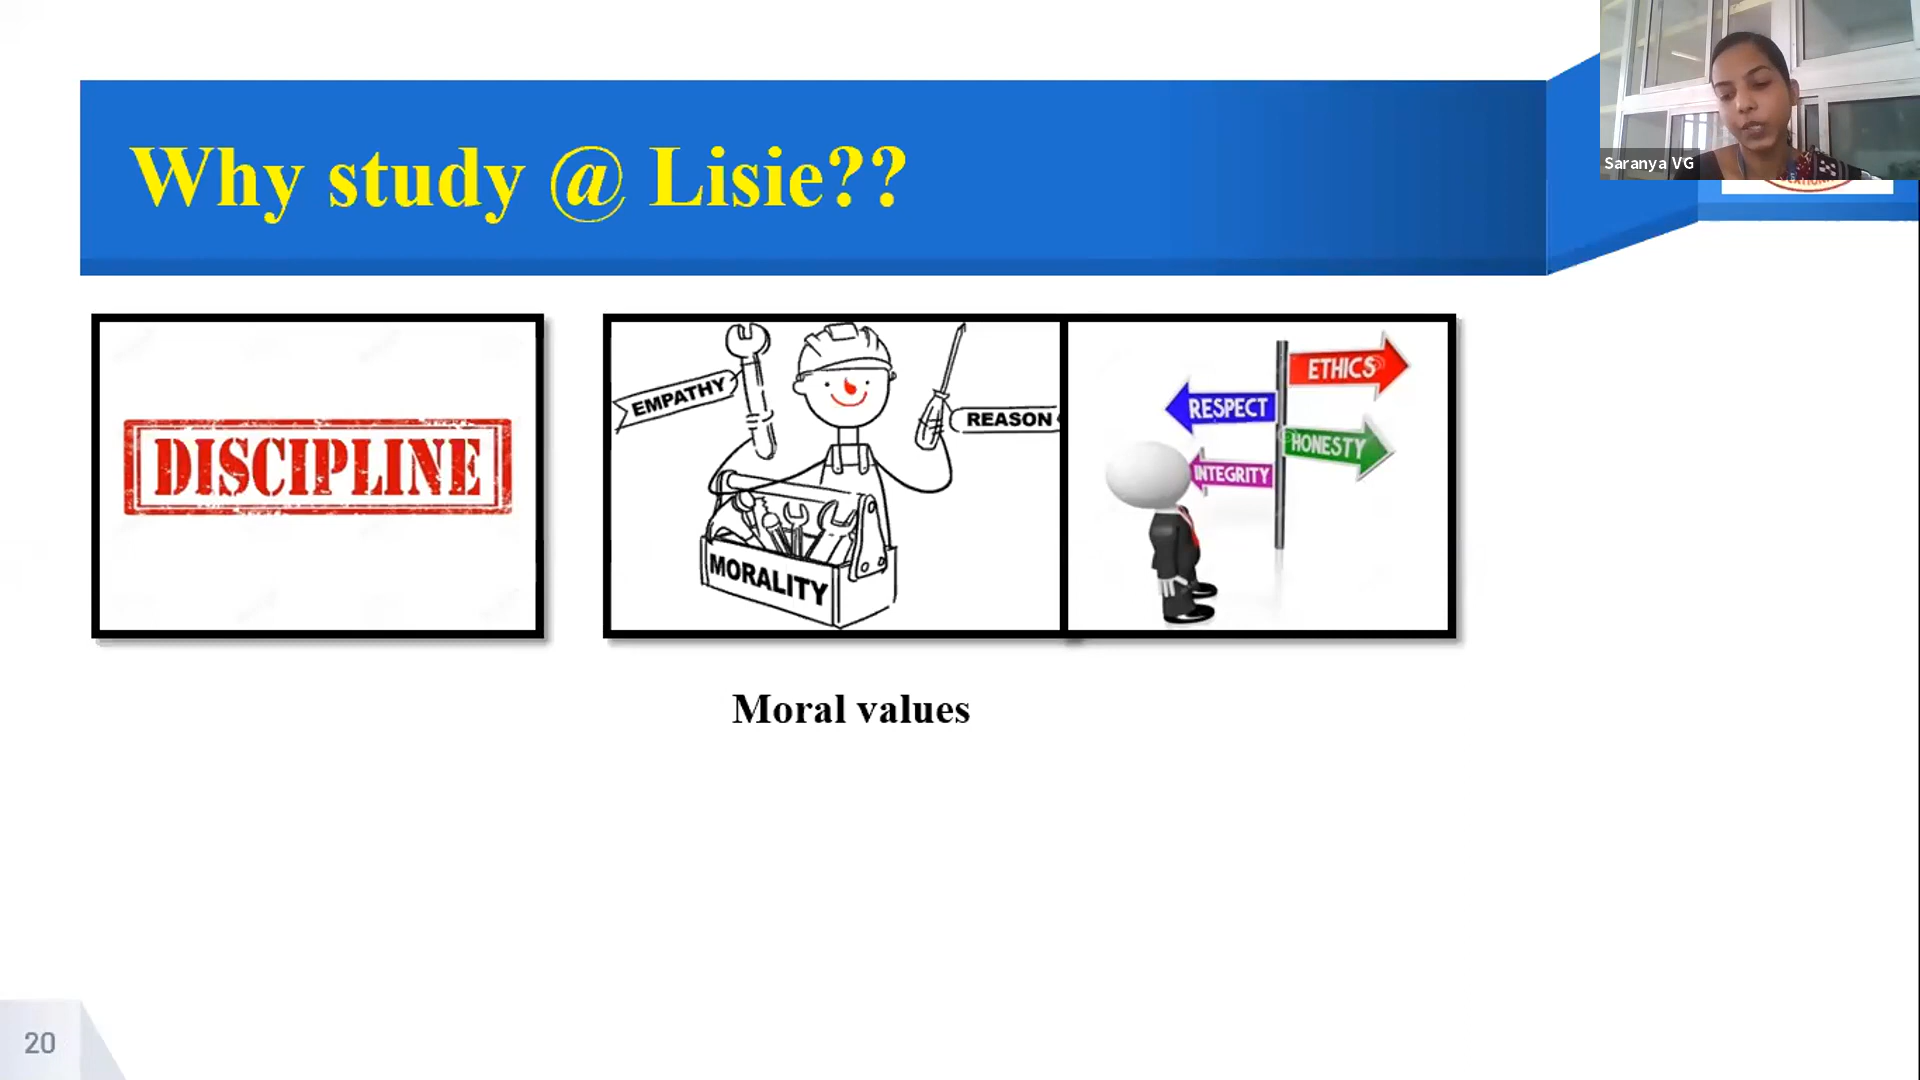 Why study @ Lisie??
Saranya VG
DISCIPLINE
EMPATHY
REASON
MORALITY
ETHICS
RESPECT
HONESTY
INTEGRITY
Moral values
20